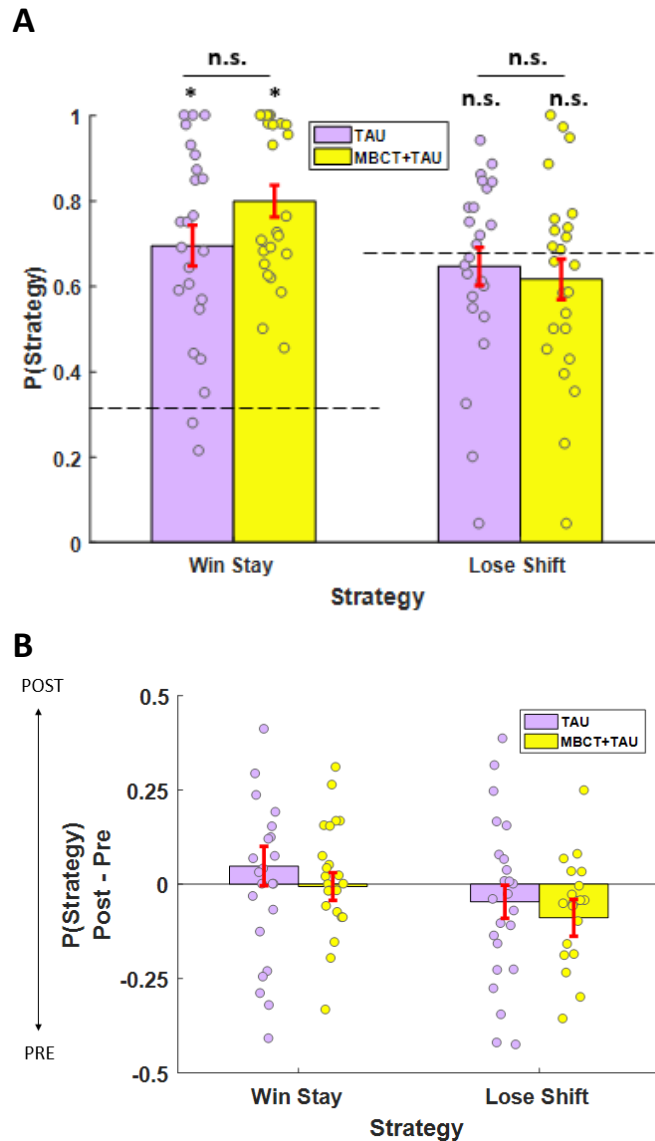 A
n.s.
n.s.
*
*
n.s.
n.s.
TAU
MBCT+TAU
1
0.8
0.6
0.4
0.2
0
P(Strategy)
Win Stay
Lose Shift
Strategy
B
POST
PRE
P(Strategy)
Post - Pre
0.5
0.25
0
-0.25
-0.5
TAU
MBCT+TAU
Win Stay
Lose Shift
Strategy